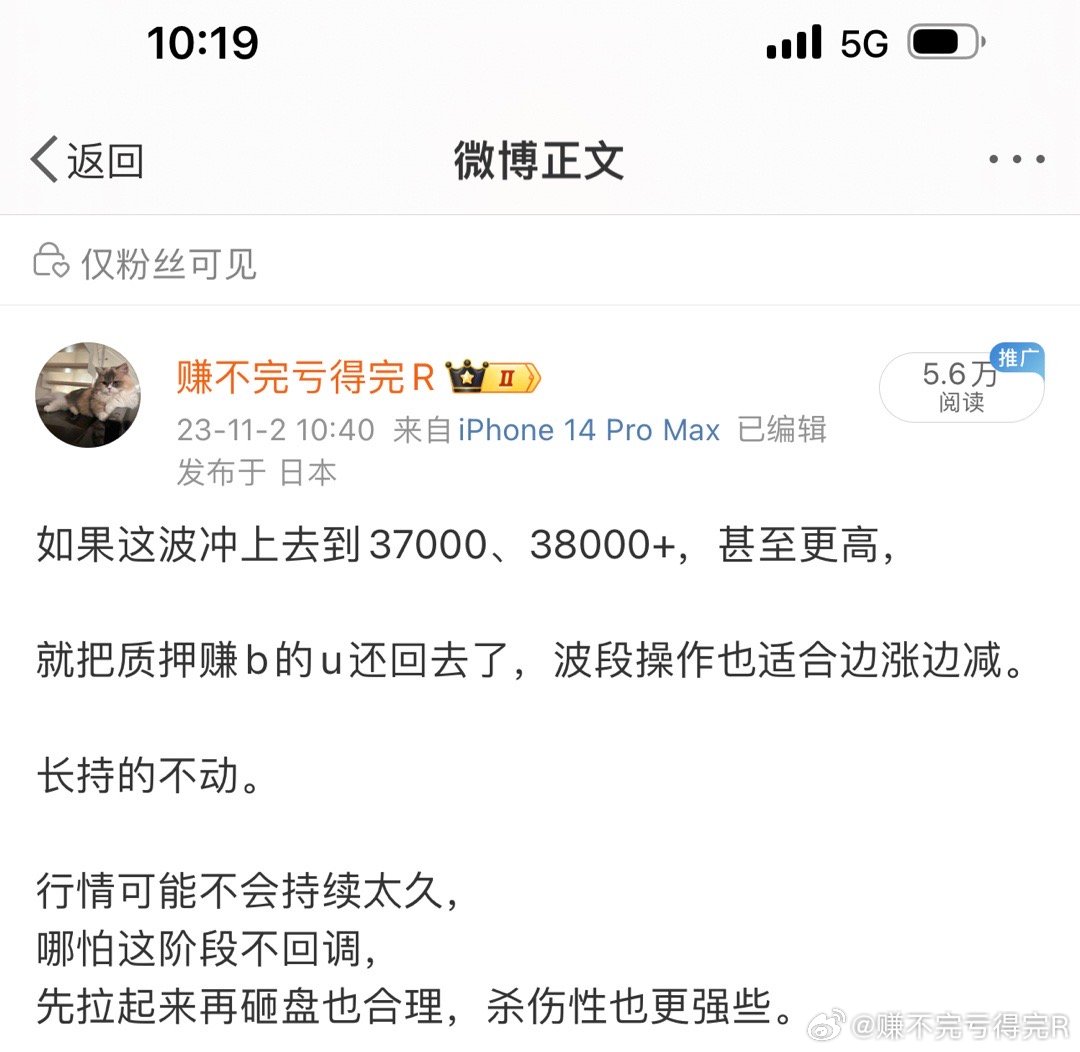 10:19
5G
返回
微博正文
仅粉丝可见
赚不完亏得完R
II
5.6万
推广
阅读
23-11-2 10:40 来自 iPhone 14 Pro Max 已编辑
发布于 日本
如果这波冲上去到37000、38000+，甚至更高，
就把质押赚b的u还回去了，波段操作也适合边涨边减。
长持的不动。
行情可能不会持续太久，
哪怕这阶段不回调，
先拉起来再砸盘也合理，杀伤性也更强些。
@赚不完亏得完R